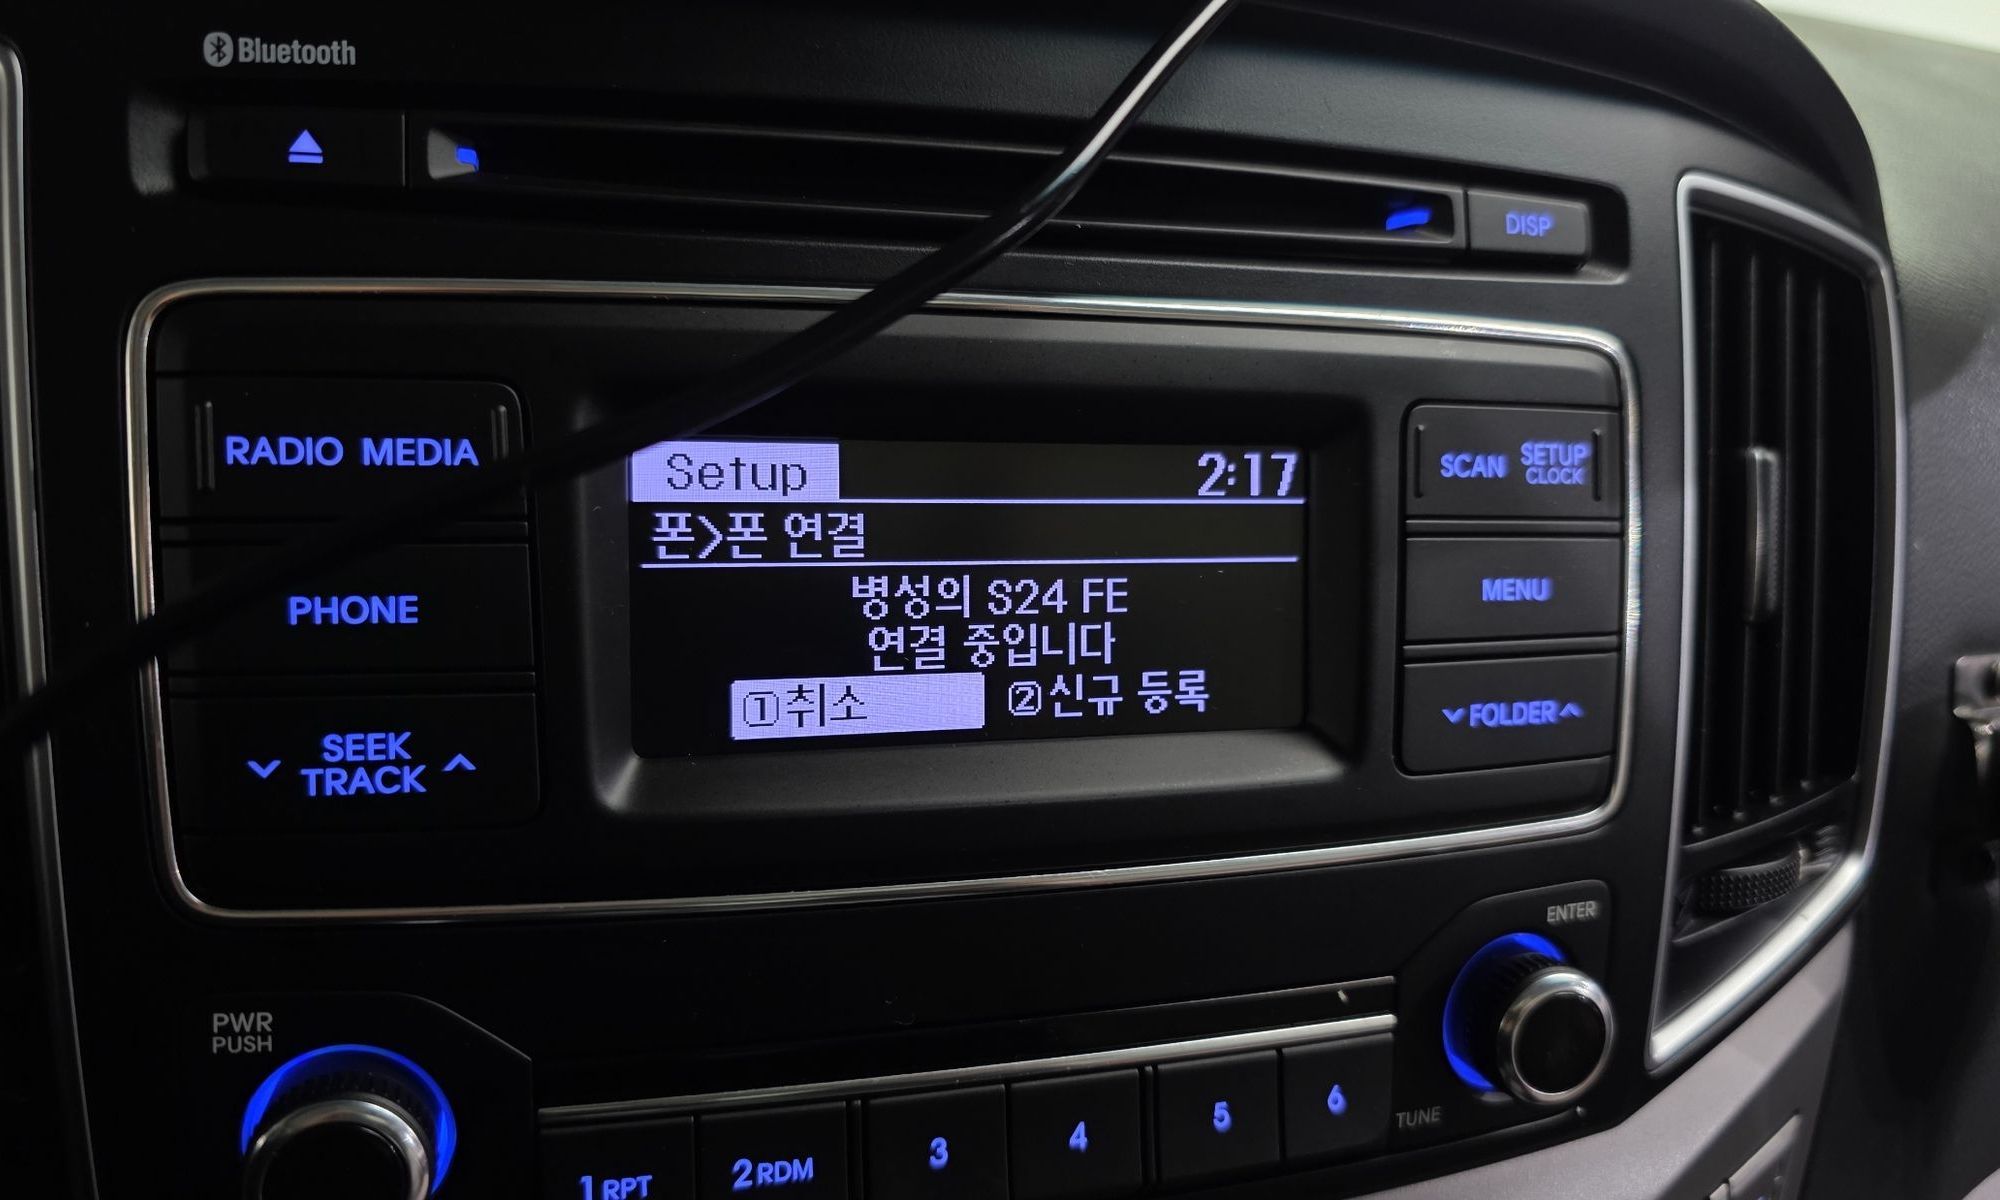 Bluetooth
DISP
RADIO MEDIA
SCAN SETUP CLOCK
Setup 2:17
폰>폰 연결
병성의 S24 FE
연결 중입니다
①취소 ②신규 등록
PHONE
MENU
SEEK
TRACK
FOLDER
ENTER
PWR
PUSH
TUNE
1 RPT 2 RDM 3 4 5 6